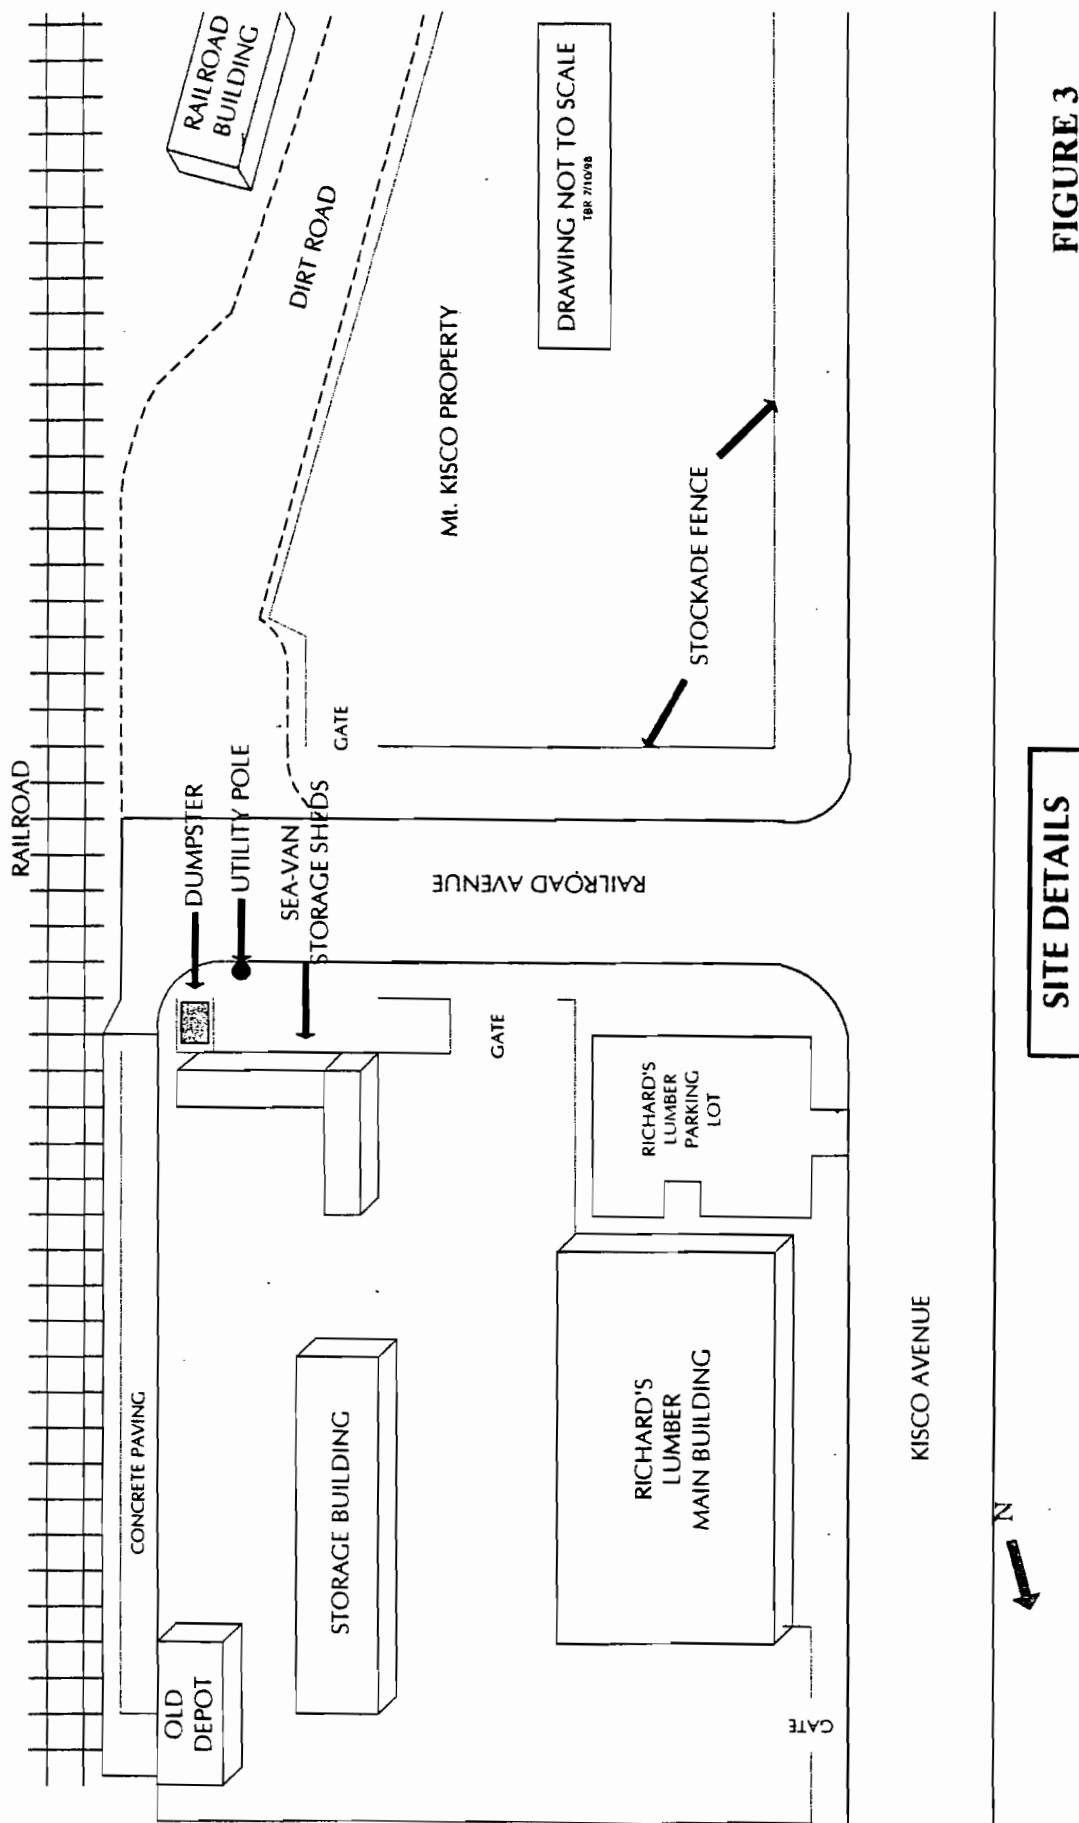 RAILROAD
CONCRETE PAVING
OLD
DEPOT
STORAGE BUILDING
DUMPSTER
UTILITY POLE
SEA-VAN
STORAGE SHEDS
RAILROAD
BUILDING
DIRT ROAD
GATE
Mt. KISCO PROPERTY
DRAWING NOT TO SCALE
TBR 7/10/98
RAILROAD AVENUE
GATE
STOCKADE FENCE
RICHARD'S
LUMBER
PARKING
LOT
RICHARD'S
LUMBER
MAIN BUILDING
GATE
KISCO AVENUE
N
SITE DETAILS
FIGURE 3